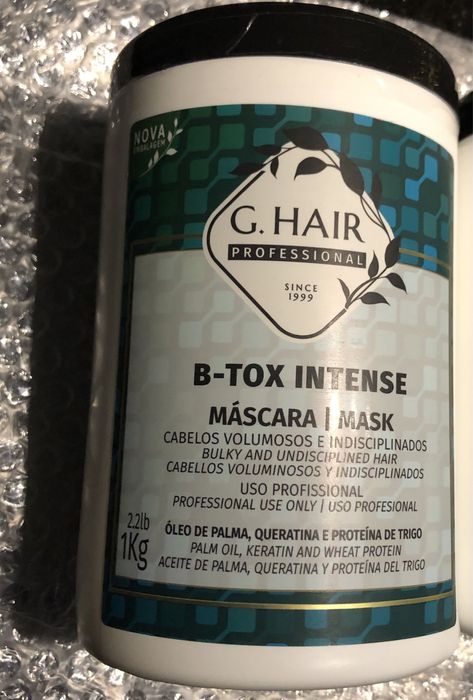 NOVA
EMBALAGEM
G. HAIR
PROFESSIONAL
SINCE
1999
B-TOX INTENSE
MÁSCARA | MASK
CABELOS VOLUMOSOS E INDISCIPLINADOS
BULKY AND UNDISCIPLINED HAIR
CABELLOS VOLUMINOSOS Y INDISCIPLINADOS
USO PROFISSIONAL
PROFESSIONAL USE ONLY | USO PROFESIONAL
2.2lb
1Kg
ÓLEO DE PALMA, QUERATINA E PROTEÍNA DE TRIGO
PALM OIL, KERATIN AND WHEAT PROTEIN
ACEITE DE PALMA, QUERATINA Y PROTEÍNA DEL TRIGO